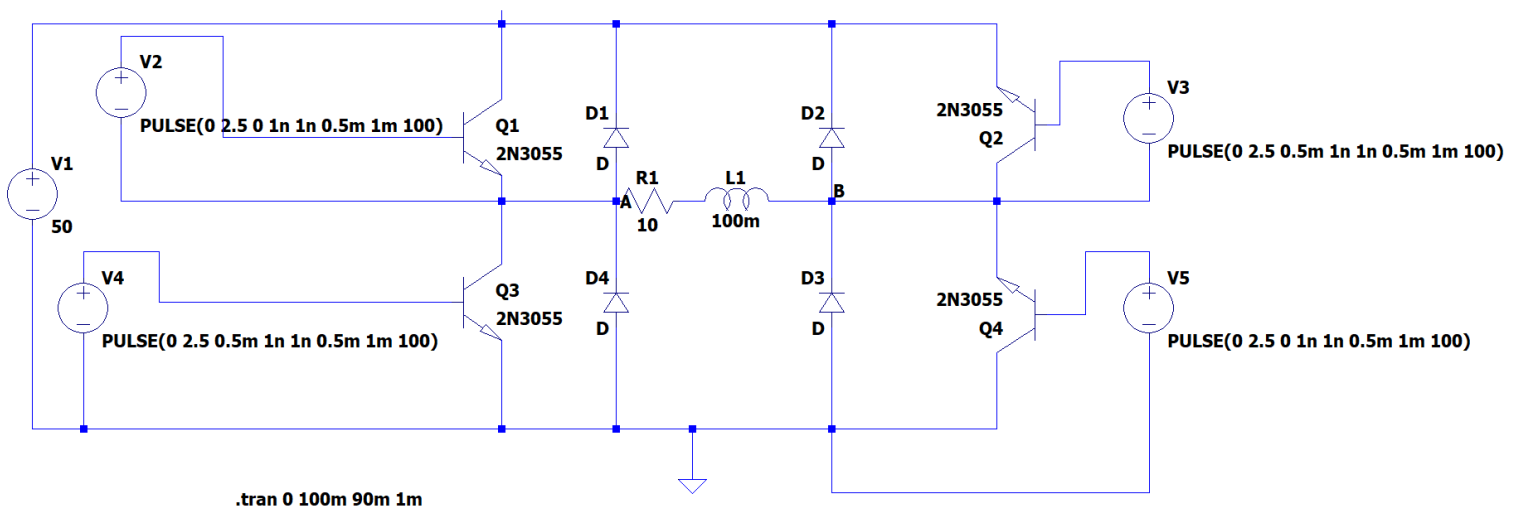 V2
PULSE(0 2.5 0 1n 1n 0.5m 1m 100)
V1
50
Q1
2N3055
D1
D
D2
D
2N3055
Q2
V3
PULSE(0 2.5 0.5m 1n 1n 0.5m 1m 100)
A
R1
10
L1
100m
B
V4
PULSE(0 2.5 0.5m 1n 1n 0.5m 1m 100)
Q3
2N3055
D4
D
D3
D
2N3055
Q4
V5
PULSE(0 2.5 0 1n 1n 0.5m 1m 100)
.tran 0 100m 90m 1m